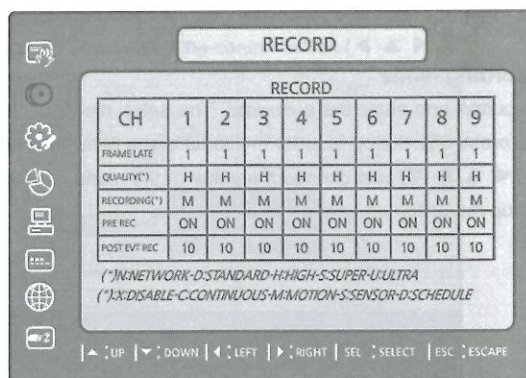 RECORD
RECORD
CH 1 2 3 4 5 6 7 8 9
FRAME LATE 1 1 1 1 1 1 1 1 1
QUALITY(*) H H H H H H H H H
RECORDING(*) M M M M M M M M M
PRE REC ON ON ON ON ON ON ON ON ON
POST EVT REC 10 10 10 10 10 10 10 10 10
(*)N:NETWORK-D:STANDARD-H:HIGH-S:SUPER-U:ULTRA
(*)X:DISABLE-C:CONTINUOUS-M:MOTION-S:SENSOR-D:SCHEDULE
|▲ : UP |▼ : DOWN |◀ : LEFT |▶ : RIGHT | SEL : SELECT | ESC : ESCAPE